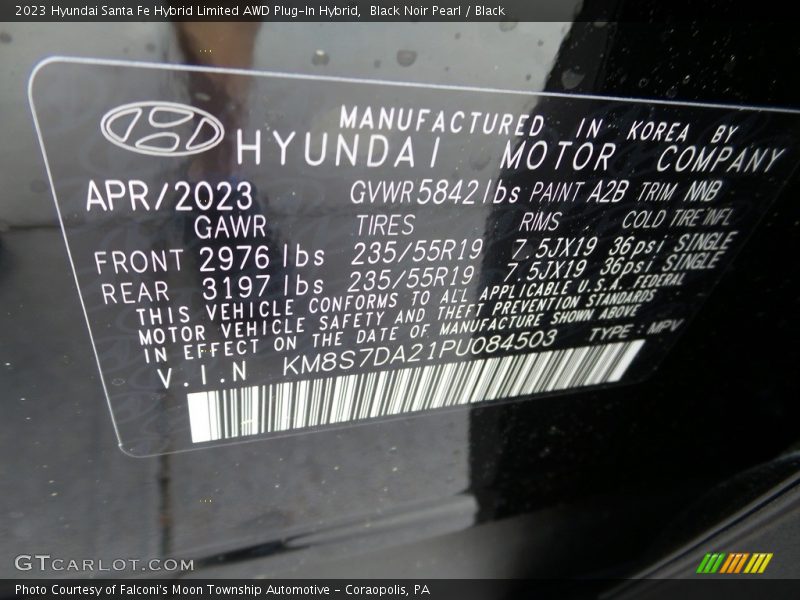 2023 Hyundai Santa Fe Hybrid Limited AWD Plug-In Hybrid, Black Noir Pearl / Black
MANUFACTURED IN KOREA BY
HYUNDAI MOTOR COMPANY
APR/2023 GVWR 5842 lbs PAINT A2B TRIM NNB
GAWR TIRES RIMS COLD TIRE INFL
FRONT 2976 lbs 235/55R19 7.5JX19 36psi SINGLE
REAR 3197 lbs 235/55R19 7.5JX19 36psi SINGLE
THIS VEHICLE CONFORMS TO ALL APPLICABLE U.S.A. FEDERAL
MOTOR VEHICLE SAFETY AND THEFT PREVENTION STANDARDS
IN EFFECT ON THE DATE OF MANUFACTURE SHOWN ABOVE
V.I.N KM8S7DA21PU084503 TYPE : MPV
GTCARLOT.COM
Photo Courtesy of Falconi's Moon Township Automotive - Coraopolis, PA